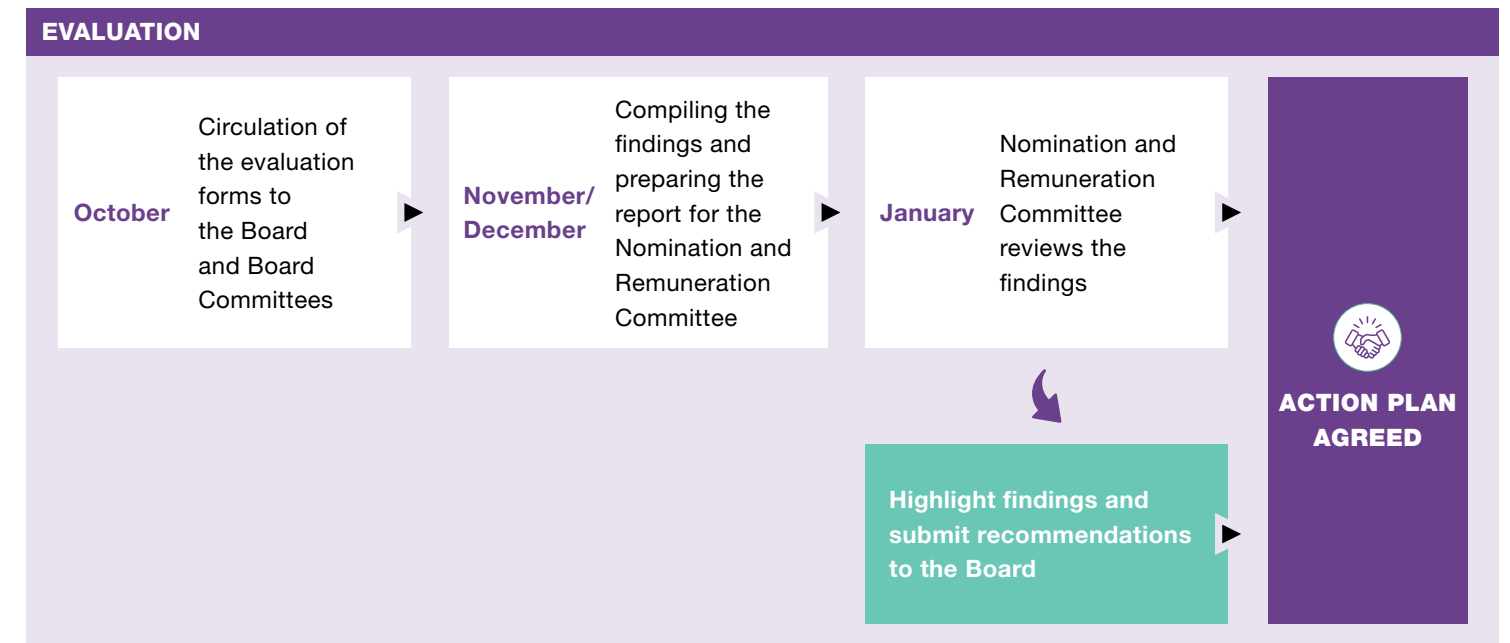 EVALUATION
October
Circulation of
the evaluation
forms to
the Board
and Board
Committees
November/
December
Compiling the
findings and
preparing the
report for the
Nomination and
Remuneration
Committee
January
Nomination and
Remuneration
Committee
reviews the
findings
Highlight findings and
submit recommendations
to the Board
ACTION PLAN
AGREED